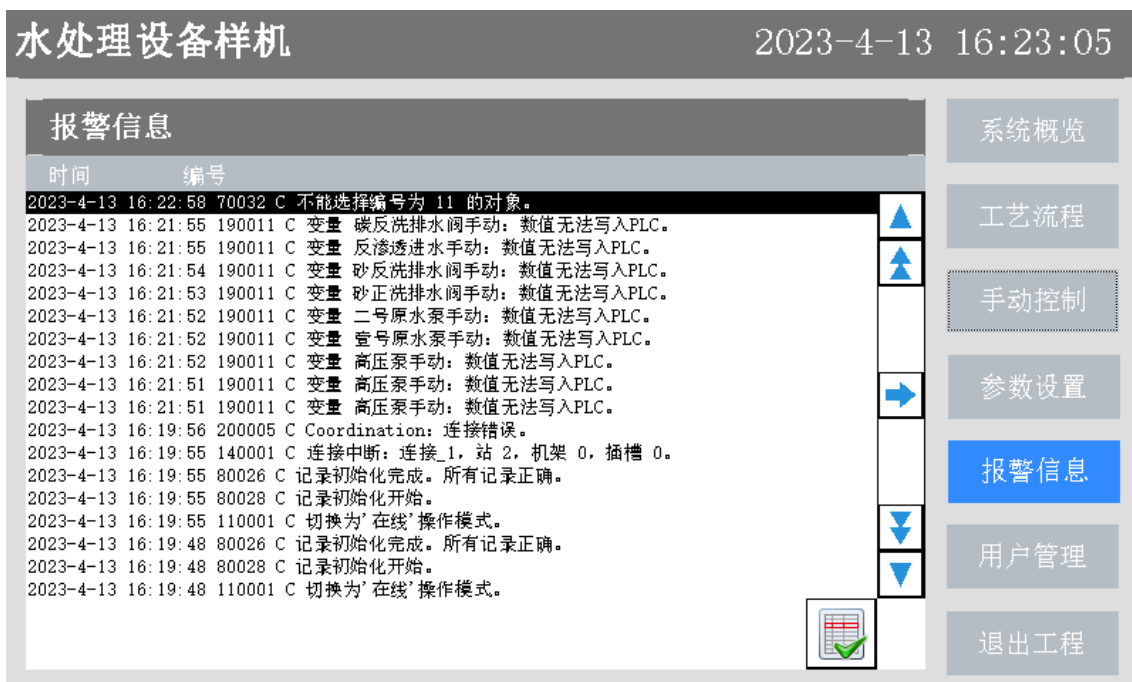 水处理设备样机 2023-4-13 16:23:05
报警信息
时间 编号
2023-4-13 16:22:58 70032 C 不能选择编号为 11 的对象。
2023-4-13 16:21:55 190011 C 变量 碳反洗排水阀手动: 数值无法写入PLC。
2023-4-13 16:21:55 190011 C 变量 反渗透进水手动: 数值无法写入PLC。
2023-4-13 16:21:54 190011 C 变量 砂反洗排水阀手动: 数值无法写入PLC。
2023-4-13 16:21:53 190011 C 变量 砂正洗排水阀手动: 数值无法写入PLC。
2023-4-13 16:21:52 190011 C 变量 二号原水泵手动: 数值无法写入PLC。
2023-4-13 16:21:52 190011 C 变量 壹号原水泵手动: 数值无法写入PLC。
2023-4-13 16:21:52 190011 C 变量 高压泵手动: 数值无法写入PLC。
2023-4-13 16:21:51 190011 C 变量 高压泵手动: 数值无法写入PLC。
2023-4-13 16:21:51 190011 C 变量 高压泵手动: 数值无法写入PLC。
2023-4-13 16:19:56 200005 C Coordination: 连接错误。
2023-4-13 16:19:55 140001 C 连接中断: 连接_1, 站 2, 机架 0, 插槽 0。
2023-4-13 16:19:55 80026 C 记录初始化完成。所有记录正确。
2023-4-13 16:19:55 80028 C 记录初始化开始。
2023-4-13 16:19:55 110001 C 切换为'在线'操作模式。
2023-4-13 16:19:48 80026 C 记录初始化完成。所有记录正确。
2023-4-13 16:19:48 80028 C 记录初始化开始。
2023-4-13 16:19:48 110001 C 切换为'在线'操作模式。
系统概览
工艺流程
手动控制
参数设置
报警信息
用户管理
退出工程